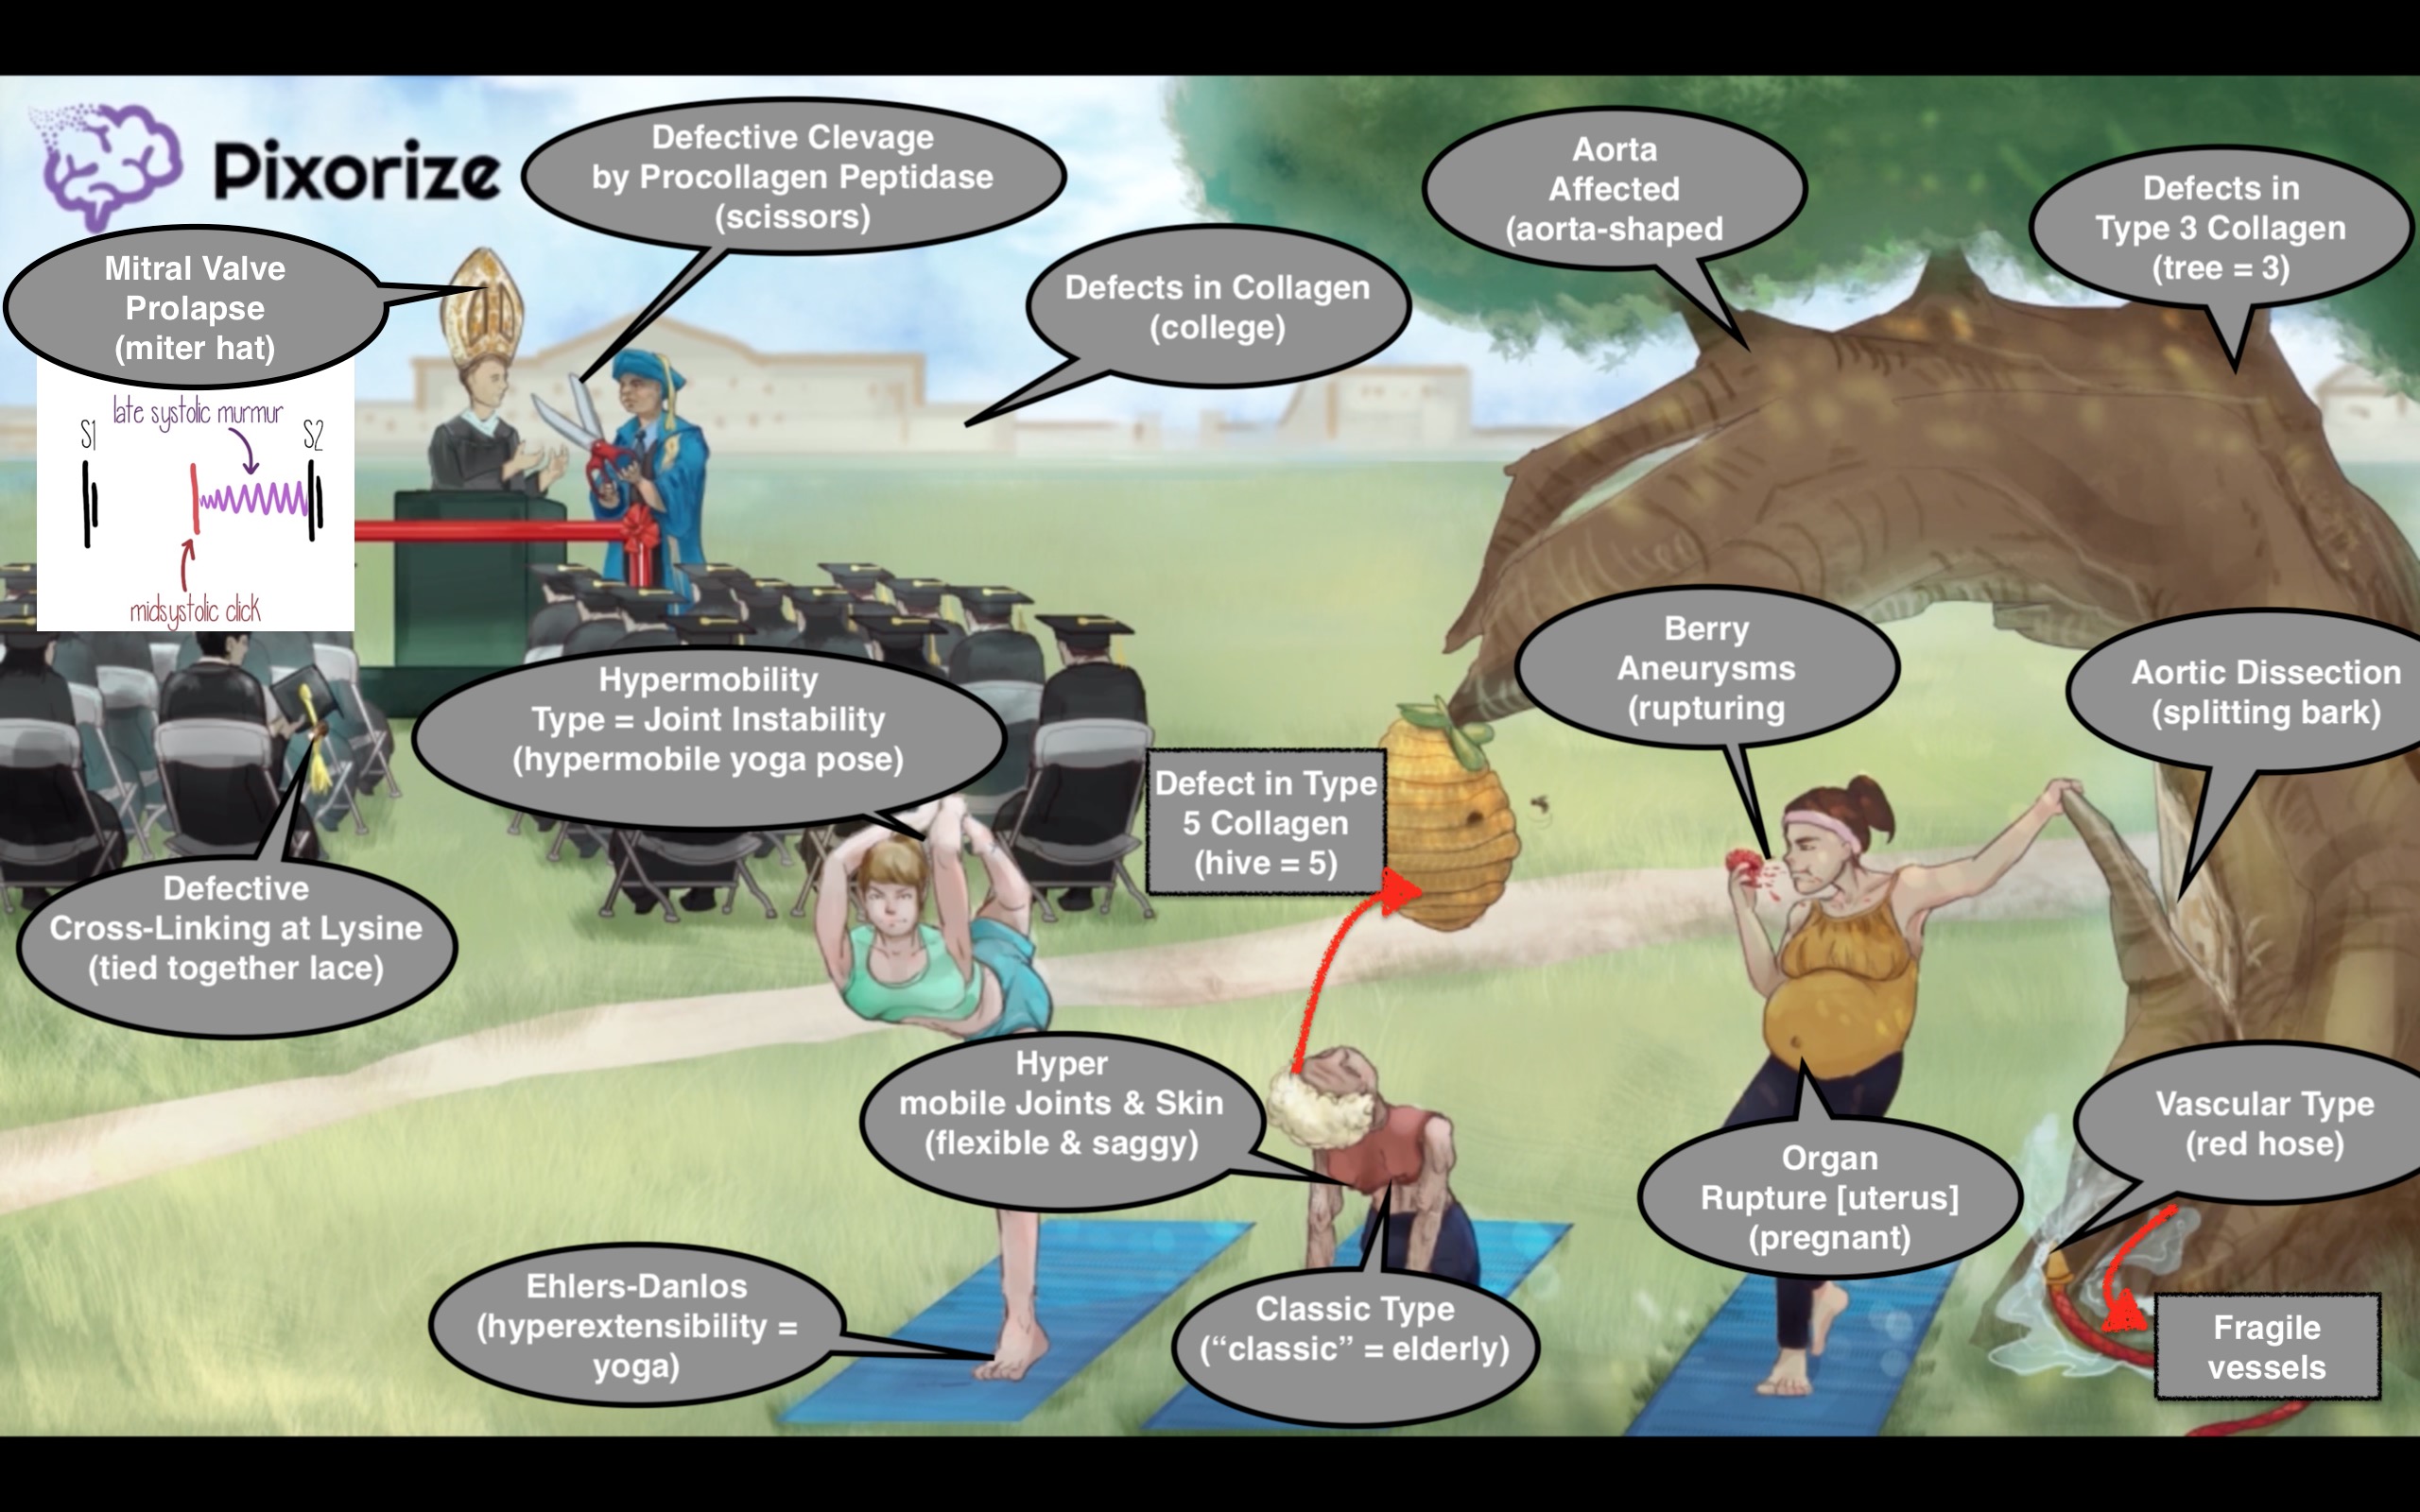 Pixorize
Defective Clevage
by Procollagen Peptidase
(scissors)
Aorta
Affected
(aorta-shaped
Defects in
Type 3 Collagen
(tree = 3)
Mitral Valve
Prolapse
(miter hat)
Defects in Collagen
(college)
late systolic murmur
S1
S2
midsystolic click
Berry
Aneurysms
(rupturing
Aortic Dissection
(splitting bark)
Hypermobility
Type = Joint Instability
(hypermobile yoga pose)
Defect in Type
5 Collagen
(hive = 5)
Defective
Cross-Linking at Lysine
(tied together lace)
Hyper
mobile Joints & Skin
(flexible & saggy)
Vascular Type
(red hose)
Organ
Rupture [uterus]
(pregnant)
Ehlers-Danlos
(hyperextensibility =
yoga)
Classic Type
(“classic” = elderly)
Fragile
vessels